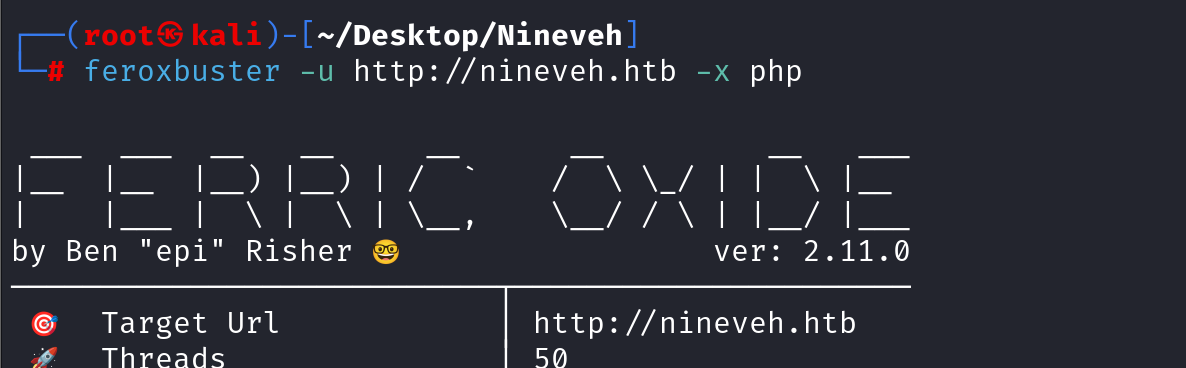 ┌──(root㉿kali)-[~/Desktop/Nineveh]
└─# feroxbuster -u http://nineveh.htb -x php
 ___  ___  __   __     __      __         __   ___
|__  |__  |__) |__) | /  `    /  \ \_/ | |  \ |__
|    |___ |  \ |  \ | \__,    \__/ / \ | |__/ |___
by Ben "epi" Risher 🤓                 ver: 2.11.0
───────────────────────────┬──────────────────────
 🎯  Target Url            │ http://nineveh.htb
 🚀  Threads               │ 50